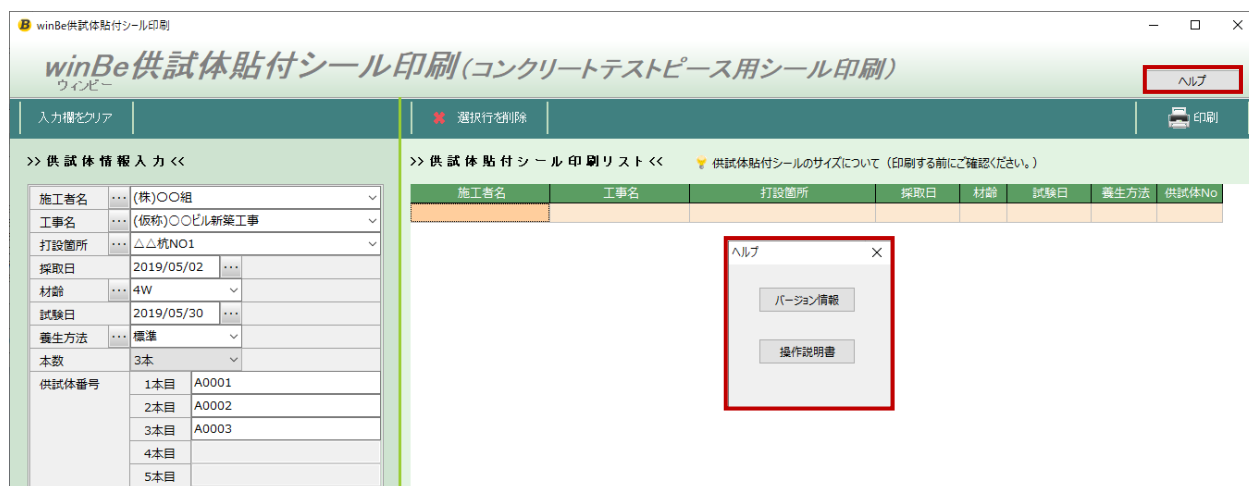 winBe供試体貼付シール印刷
winBe供試体貼付シール印刷(コンクリートテストピース用シール印刷)
ウィンビー
ヘルプ
入力欄をクリア
選択行を削除
印刷
>> 供試体情報入力 <<
>> 供試体貼付シール印刷リスト <<
供試体貼付シールのサイズについて（印刷する前にご確認ください。）
施工者名 工事名 打設箇所 採取日 材齢 試験日 養生方法 供試体No
施工者名 ... (株)〇〇組
工事名 ... (仮称)〇〇ビル新築工事
打設箇所 ... △△杭NO1
採取日 2019/05/02 ...
材齢 ... 4W
試験日 2019/05/30 ...
養生方法 ... 標準
本数 3本
供試体番号 1本目 A0001
2本目 A0002
3本目 A0003
4本目
5本目
ヘルプ
バージョン情報
操作説明書